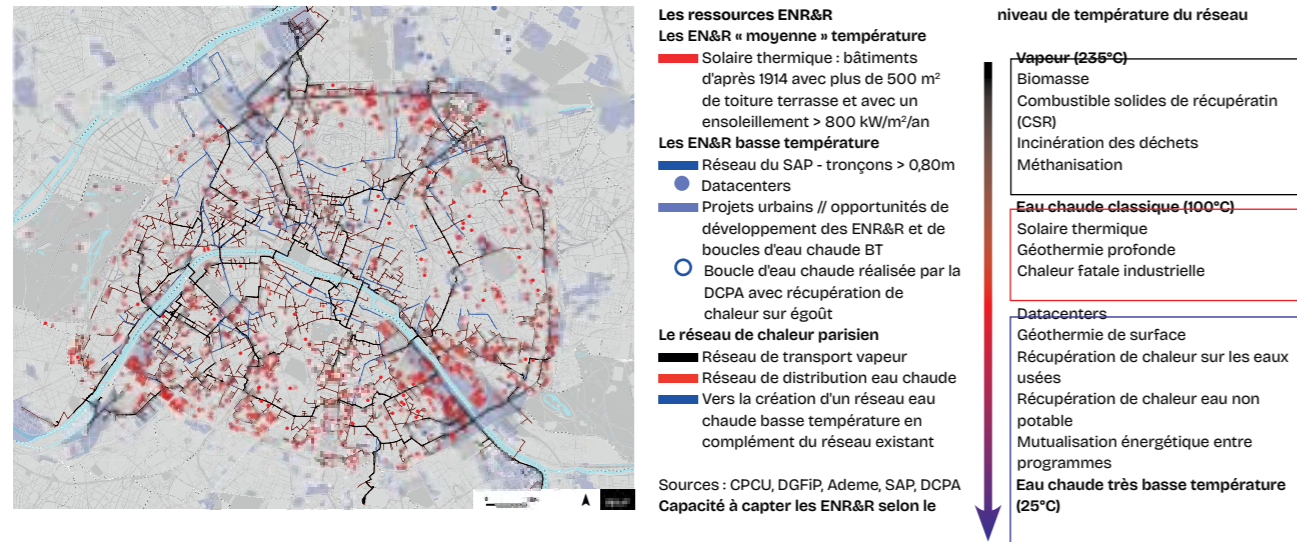 Les ressources ENR&R
Les EN&R « moyenne » température
Solaire thermique : bâtiments
d'après 1914 avec plus de 500 m²
de toiture terrasse et avec un
ensoleillement > 800 kW/m²/an
Les EN&R basse température
Réseau du SAP - tronçons > 0,80m
Datacenters
Projets urbains // opportunités de
développement des ENR&R et de
boucles d'eau chaude BT
Boucle d'eau chaude réalisée par la
DCPA avec récupération de
chaleur sur égoût
Le réseau de chaleur parisien
Réseau de transport vapeur
Réseau de distribution eau chaude
Vers la création d'un réseau eau
chaude basse température en
complément du réseau existant
Sources : CPCU, DGFiP, Ademe, SAP, DCPA
Capacité à capter les ENR&R selon le
niveau de température du réseau
Vapeur (235°C)
Biomasse
Combustible solides de récupératin
(CSR)
Incinération des déchets
Méthanisation
Eau chaude classique (100°C)
Solaire thermique
Géothermie profonde
Chaleur fatale industrielle
Datacenters
Géothermie de surface
Récupération de chaleur sur les eaux
usées
Récupération de chaleur eau non
potable
Mutualisation énergétique entre
programmes
Eau chaude très basse température
(25°C)